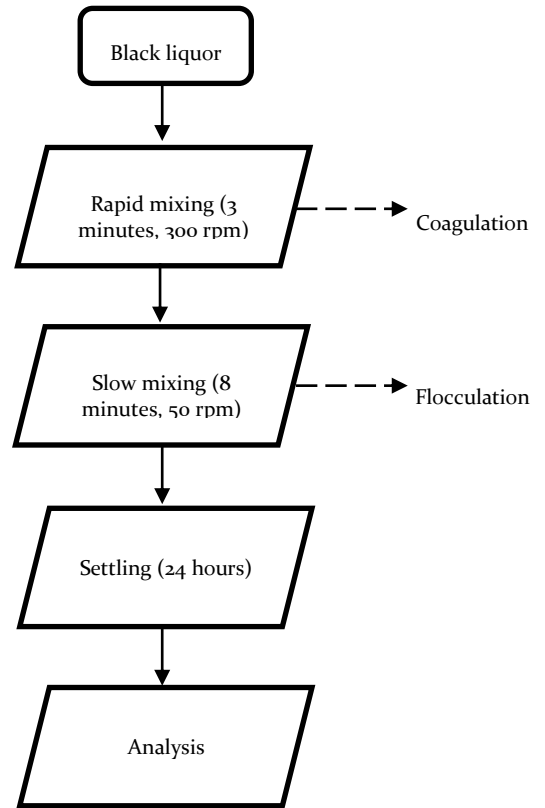 Black liquor
Rapid mixing (3
minutes, 300 rpm)
Coagulation
Slow mixing (8
minutes, 50 rpm)
Flocculation
Settling (24 hours)
Analysis